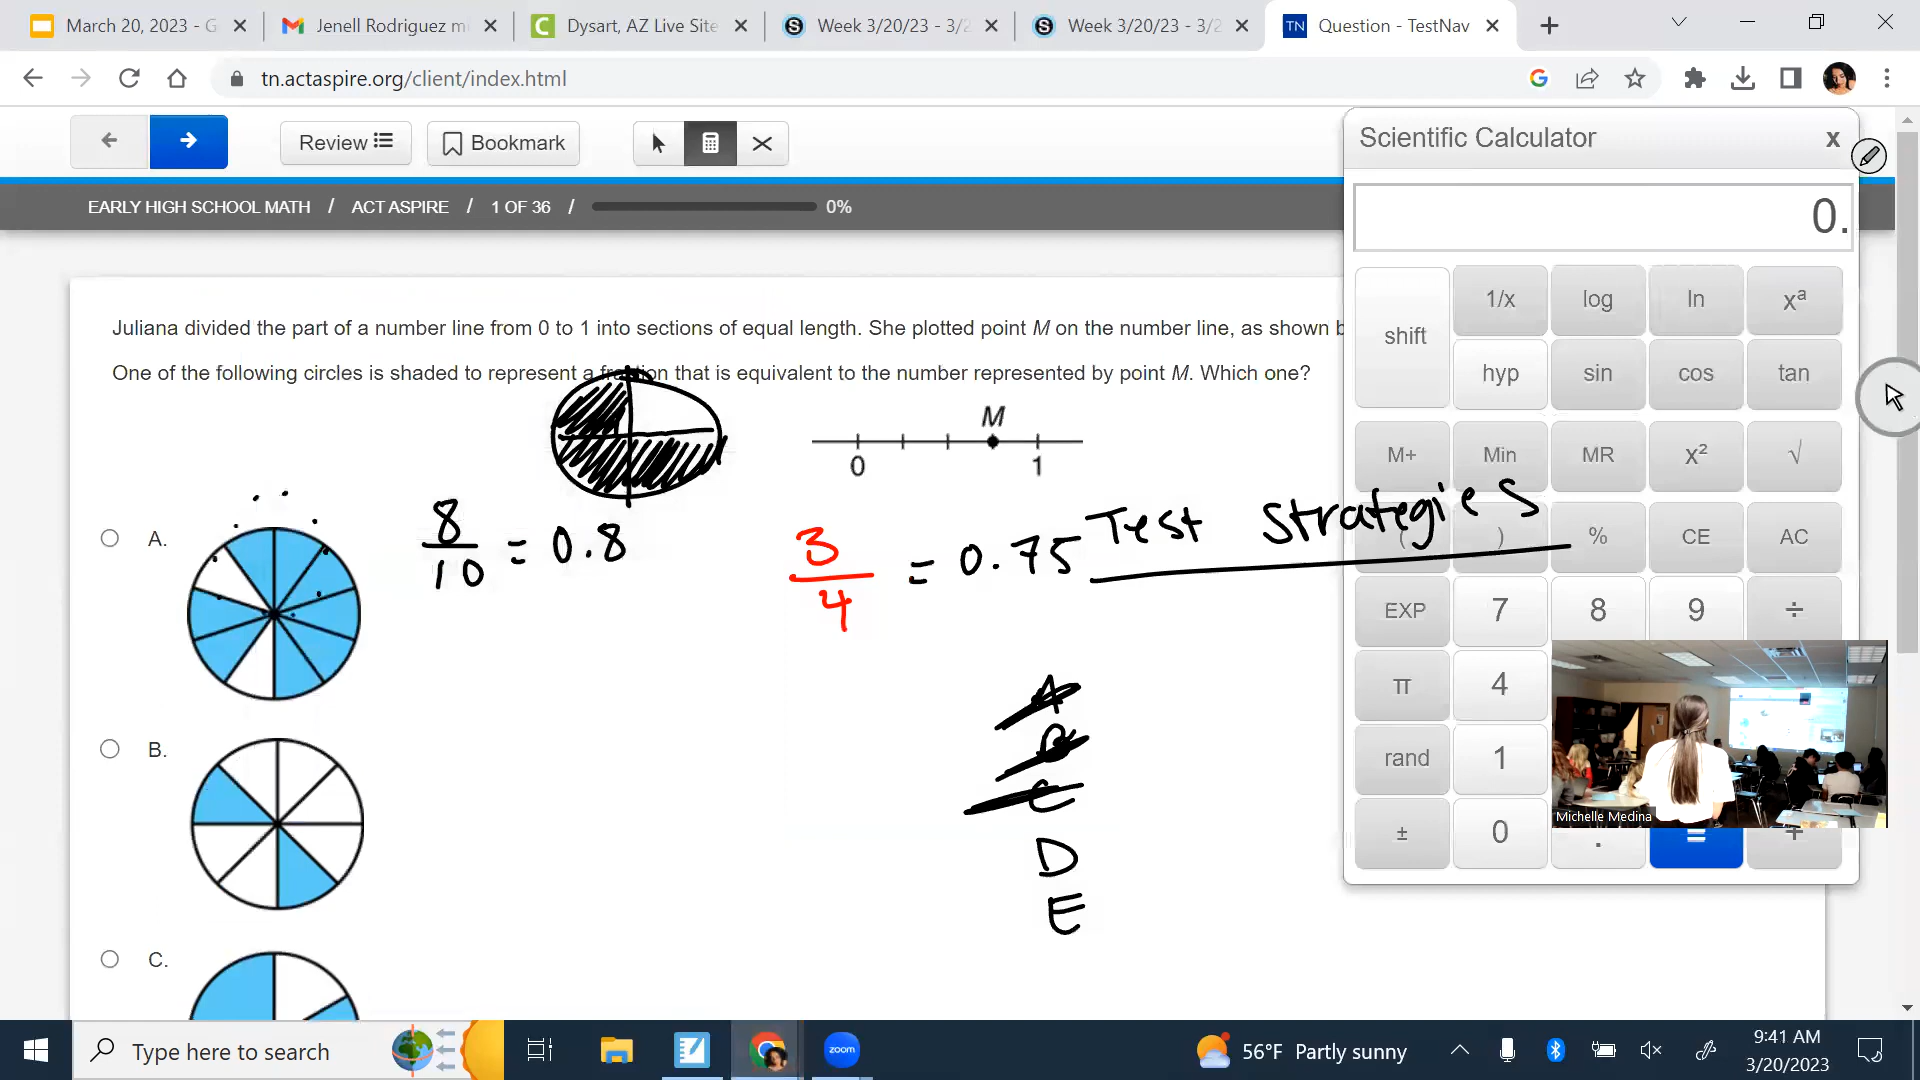 March 20, 2023 - G
Jenell Rodriguez m
Dysart, AZ Live Site
Week 3/20/23 - 3/2
Week 3/20/23 - 3/2
TN Question - TestNav
tn.actaspire.org/client/index.html
Review
Bookmark
EARLY HIGH SCHOOL MATH / ACT ASPIRE / 1 OF 36 / 0%
Juliana divided the part of a number line from 0 to 1 into sections of equal length. She plotted point M on the number line, as shown b
One of the following circles is shaded to represent a fraction that is equivalent to the number represented by point M. Which one?
M
0 1
A.
8/10 = 0.8
3/4 = 0.75
Test Strategies
B.
C.
A
B
C
D
E
Scientific Calculator x
0.
shift 1/x log ln xª
hyp sin cos tan
M+ Min MR x² √
( ) % CE AC
EXP 7 8 9 ÷
π 4
rand 1
± 0 . = +
Michelle Medina
Type here to search
zoom
56°F Partly sunny
9:41 AM
3/20/2023